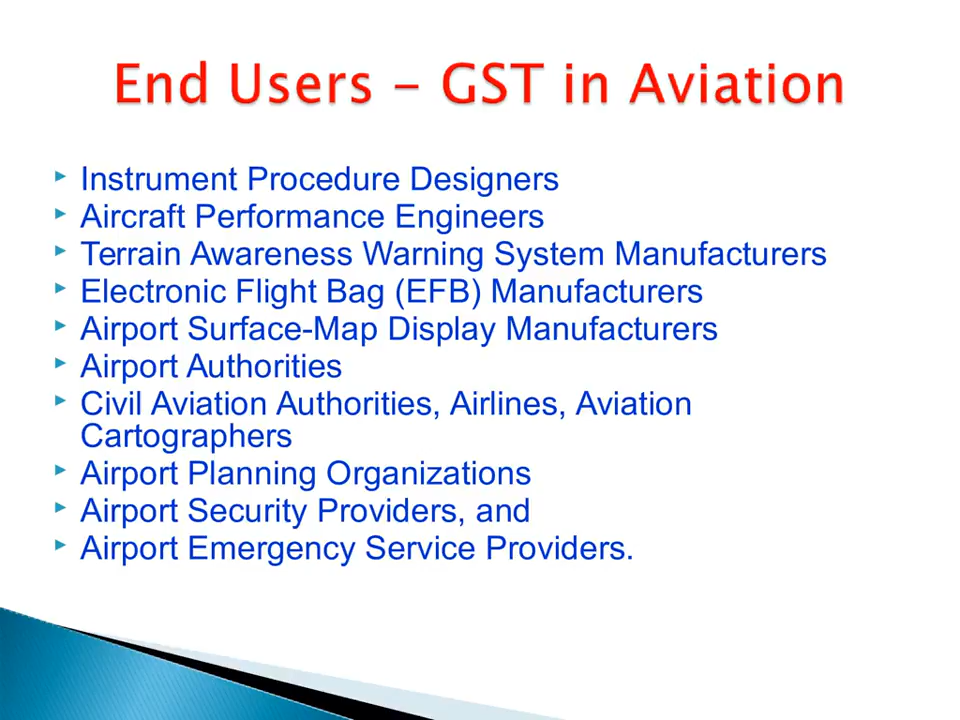 End Users - GST in Aviation
Instrument Procedure Designers
Aircraft Performance Engineers
Terrain Awareness Warning System Manufacturers
Electronic Flight Bag (EFB) Manufacturers
Airport Surface-Map Display Manufacturers
Airport Authorities
Civil Aviation Authorities, Airlines, Aviation
Cartographers
Airport Planning Organizations
Airport Security Providers, and
Airport Emergency Service Providers.